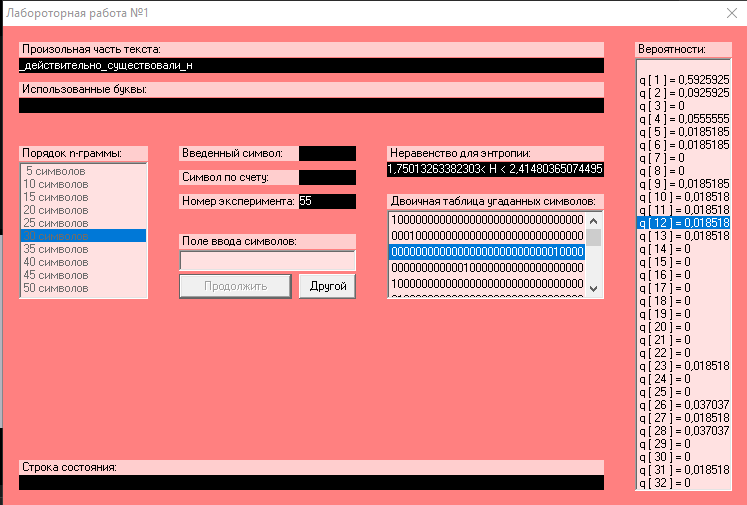 Лабороторная работа №1
Произольная часть текста:
_действительно_существовали_н
Использованные буквы:
Порядок n-граммы:
5 символов
10 символов
15 символов
20 символов
25 символов
35 символов
40 символов
45 символов
50 символов
Введенный символ:
Символ по счету:
Номер эксперимента: 55
Поле ввода символов:
Продолжить
Другой
Неравенство для энтропии:
1,75013263382303< H < 2,41480365074495
Двоичная таблица угаданных символов:
10000000000000000000000000000000
00010000000000000000000000000000
00000000000000000000000000010000
00000000000010000000000000000000
10000000000000000000000000000000
Строка состояния:
Вероятности:
q [ 1 ] = 0,5925925
q [ 2 ] = 0,0925925
q [ 3 ] = 0
q [ 4 ] = 0,0555555
q [ 5 ] = 0,0185185
q [ 6 ] = 0,0185185
q [ 7 ] = 0
q [ 8 ] = 0
q [ 9 ] = 0,0185185
q [ 10 ] = 0,018518
q [ 11 ] = 0,018518
q [ 12 ] = 0,018518
q [ 13 ] = 0,018518
q [ 14 ] = 0
q [ 15 ] = 0
q [ 16 ] = 0
q [ 17 ] = 0
q [ 18 ] = 0
q [ 19 ] = 0
q [ 20 ] = 0
q [ 21 ] = 0
q [ 22 ] = 0
q [ 23 ] = 0,018518
q [ 24 ] = 0
q [ 25 ] = 0
q [ 26 ] = 0,037037
q [ 27 ] = 0,018518
q [ 28 ] = 0,037037
q [ 29 ] = 0
q [ 30 ] = 0
q [ 31 ] = 0,018518
q [ 32 ] = 0